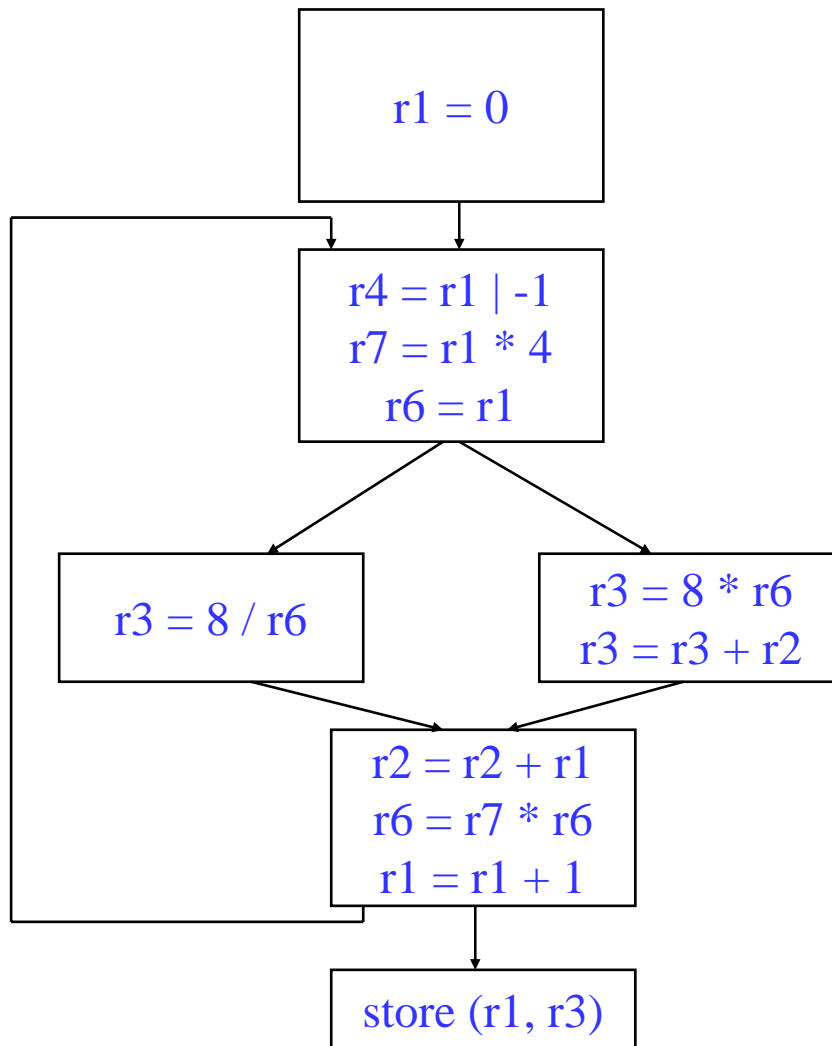 r1 = 0
r4 = r1 | -1
r7 = r1 * 4
r6 = r1
r3 = 8 / r6
r3 = 8 * r6
r3 = r3 + r2
r2 = r2 + r1
r6 = r7 * r6
r1 = r1 + 1
store (r1, r3)